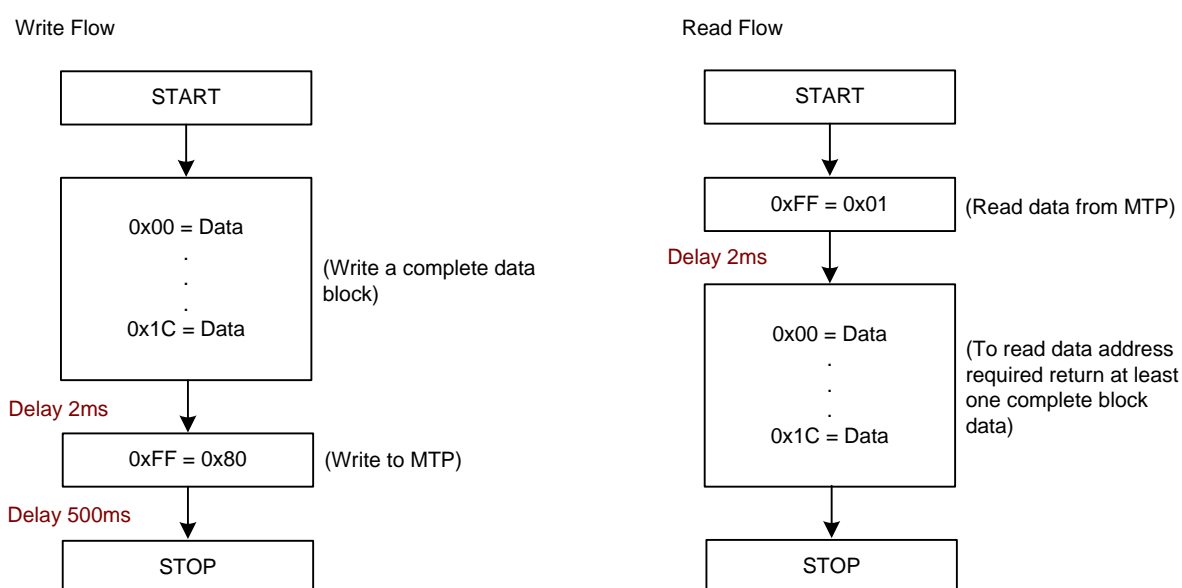 Write Flow
START
0x00 = Data
.
.
.
0x1C = Data
(Write a complete data
block)
Delay 2ms
0xFF = 0x80
(Write to MTP)
Delay 500ms
STOP
Read Flow
START
0xFF = 0x01
(Read data from MTP)
Delay 2ms
0x00 = Data
.
.
.
0x1C = Data
(To read data address
required return at least
one complete block
data)
STOP